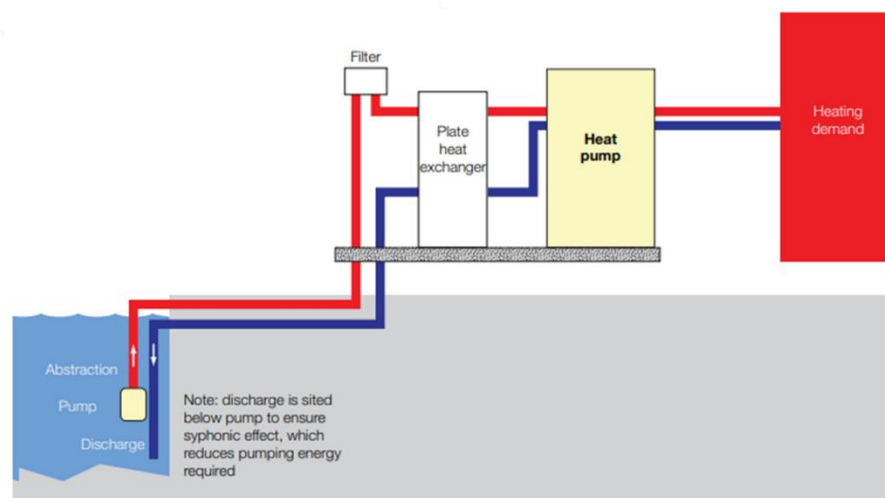 Filter
Plate
heat
exchanger
Heat
pump
Heating
demand
Abstraction
Pump
Discharge
Note: discharge is sited
below pump to ensure
syphonic effect, which
reduces pumping energy
required